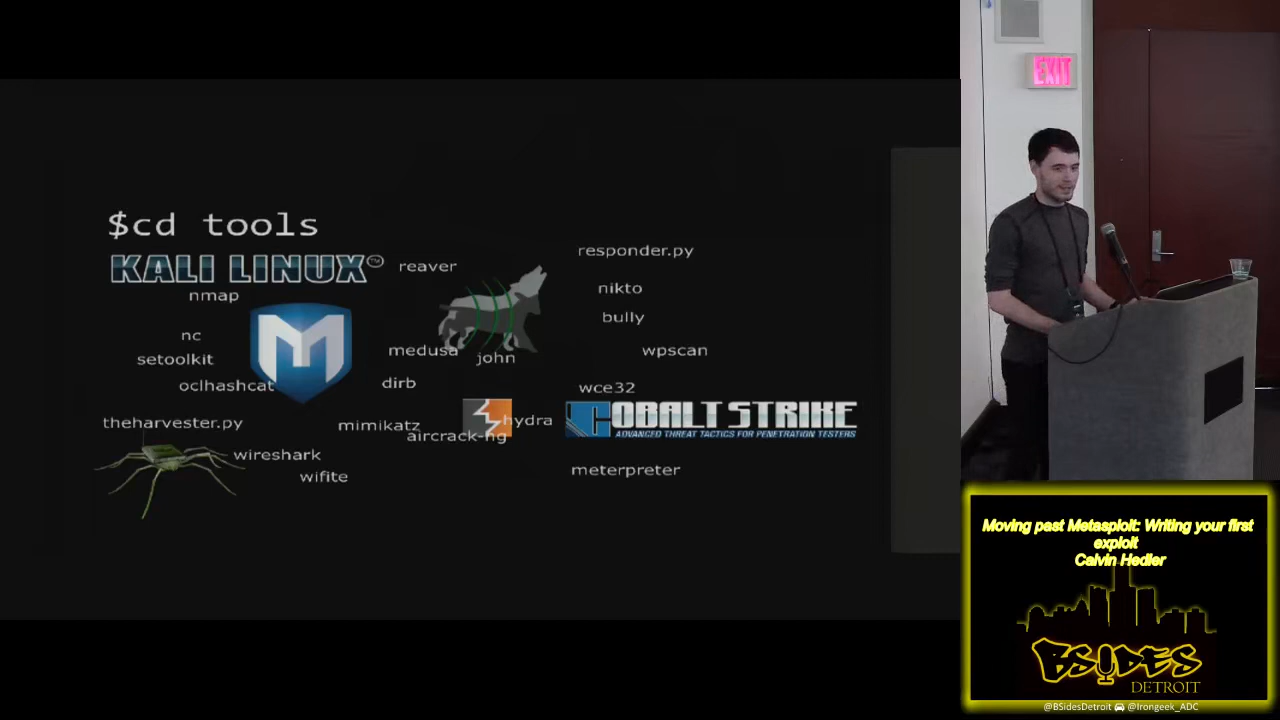 $cd tools
KALI LINUX™
reaver
responder.py
nmap
nikto
bully
nc
M
setoolkit
medusa
john
wpscan
oclhashcat
dirb
wce32
theharvester.py
mimikatz
hydra
aircrack-ng
COBALT STRIKE
ADVANCED THREAT TACTICS FOR PENETRATION TESTERS
wireshark
wifite
meterpreter
EXIT
Moving past Metasploit: Writing your first
exploit
Calvin Hedler
BSIDES
DETROIT
@BSidesDetroit @Irongeek_ADC